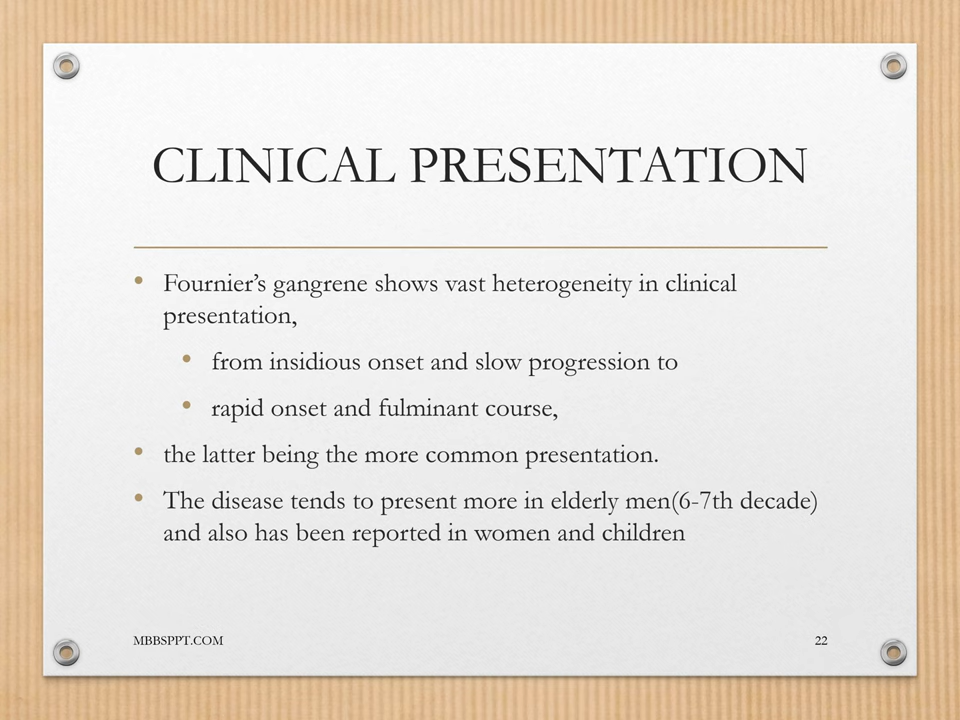 CLINICAL PRESENTATION
• Fournier’s gangrene shows vast heterogeneity in clinical
presentation,
• from insidious onset and slow progression to
• rapid onset and fulminant course,
• the latter being the more common presentation.
• The disease tends to present more in elderly men(6-7th decade)
and also has been reported in women and children
MBBSPPT.COM 22